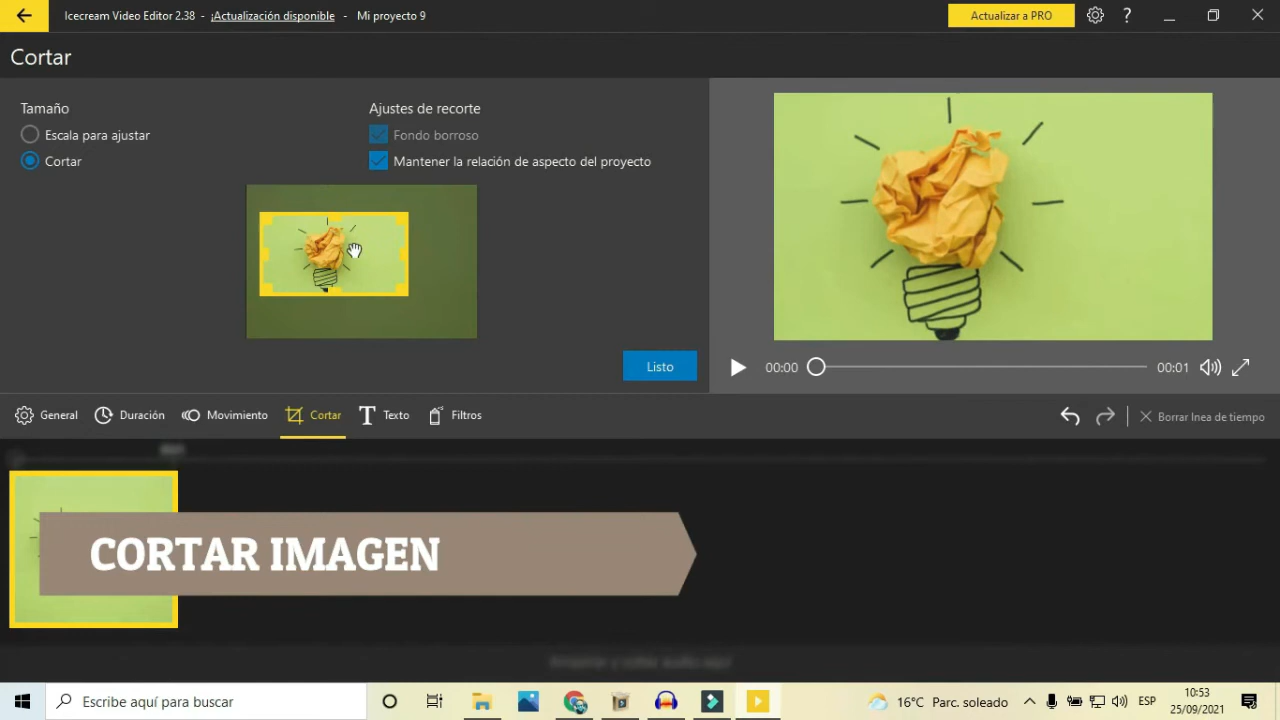 Icecream Video Editor 2.38 - ¡Actualización disponible - Mi proyecto 9
Actualizar a PRO
?
Cortar
Tamaño
Ajustes de recorte
Escala para ajustar
Fondo borroso
Cortar
Mantener la relación de aspecto del proyecto
Listo
00:00
00:01
General
Duración
Movimiento
Cortar
Texto
Filtros
Borrar lnea de tiempo
CORTAR IMAGEN
Escribe aquí para buscar
16°C Parc. soleado
ESP
10:53
25/09/2021